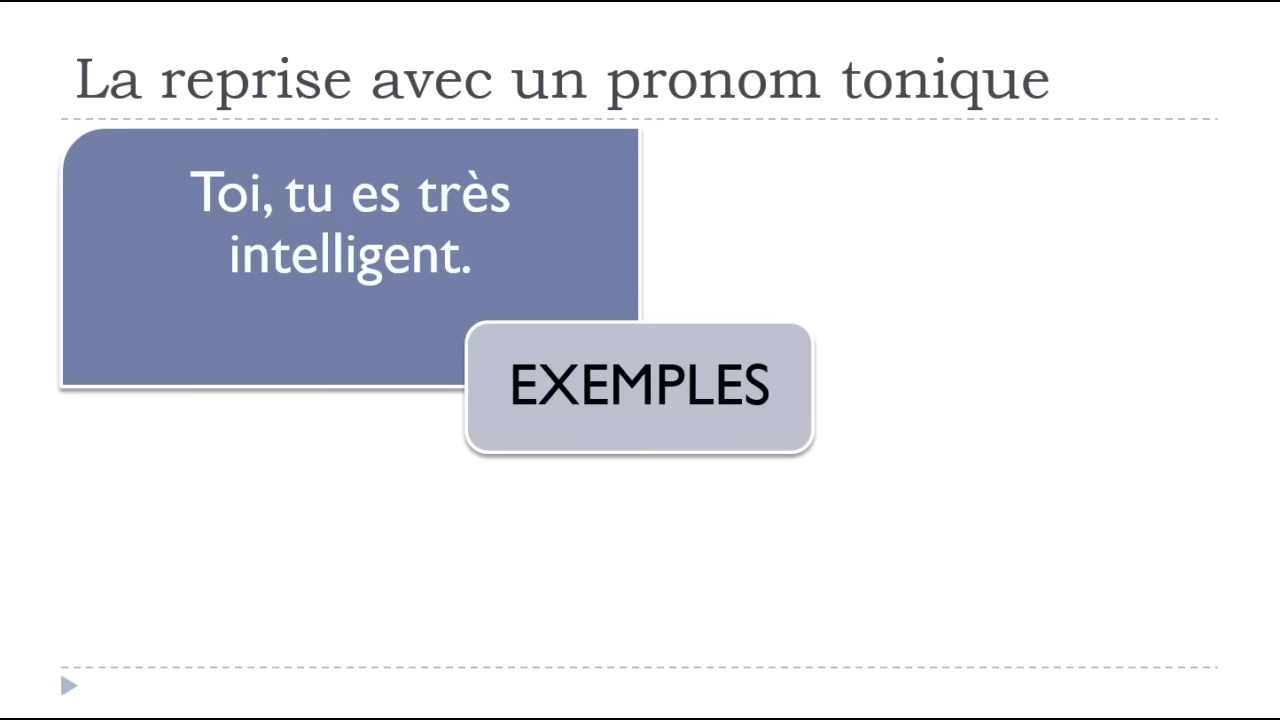 La reprise avec un pronom tonique
Toi, tu es très
intelligent.
EXEMPLES